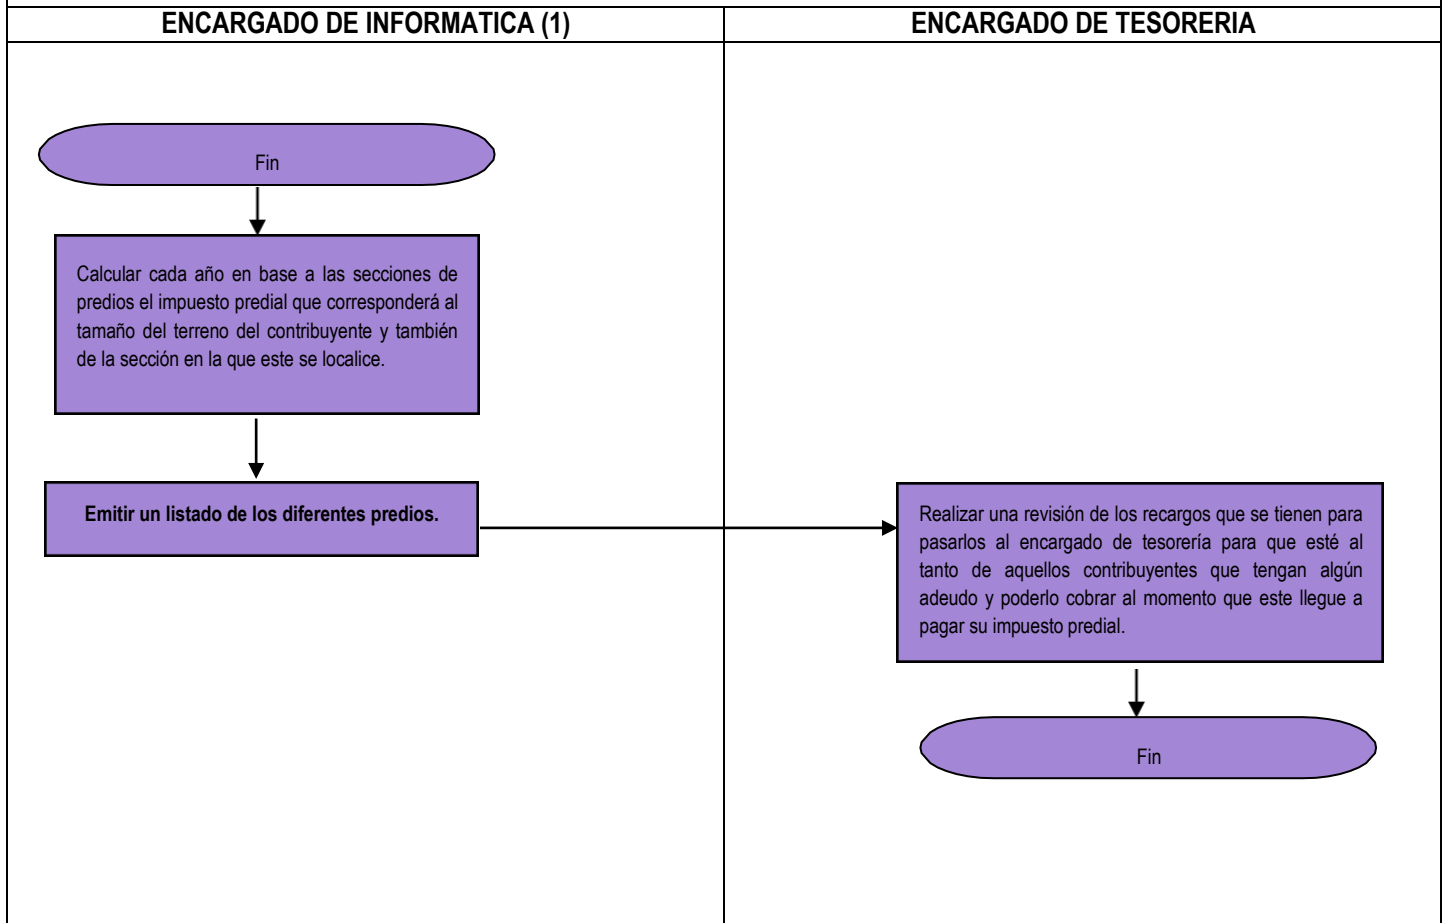 ENCARGADO DE INFORMATICA (1)
ENCARGADO DE TESORERIA
Fin
Calcular cada año en base a las secciones de
predios el impuesto predial que corresponderá al
tamaño del terreno del contribuyente y también
de la sección en la que este se localice.
Emitir un listado de los diferentes predios.
Realizar una revisión de los recargos que se tienen para
pasarlos al encargado de tesorería para que esté al
tanto de aquellos contribuyentes que tengan algún
adeudo y poderlo cobrar al momento que este llegue a
pagar su impuesto predial.
Fin